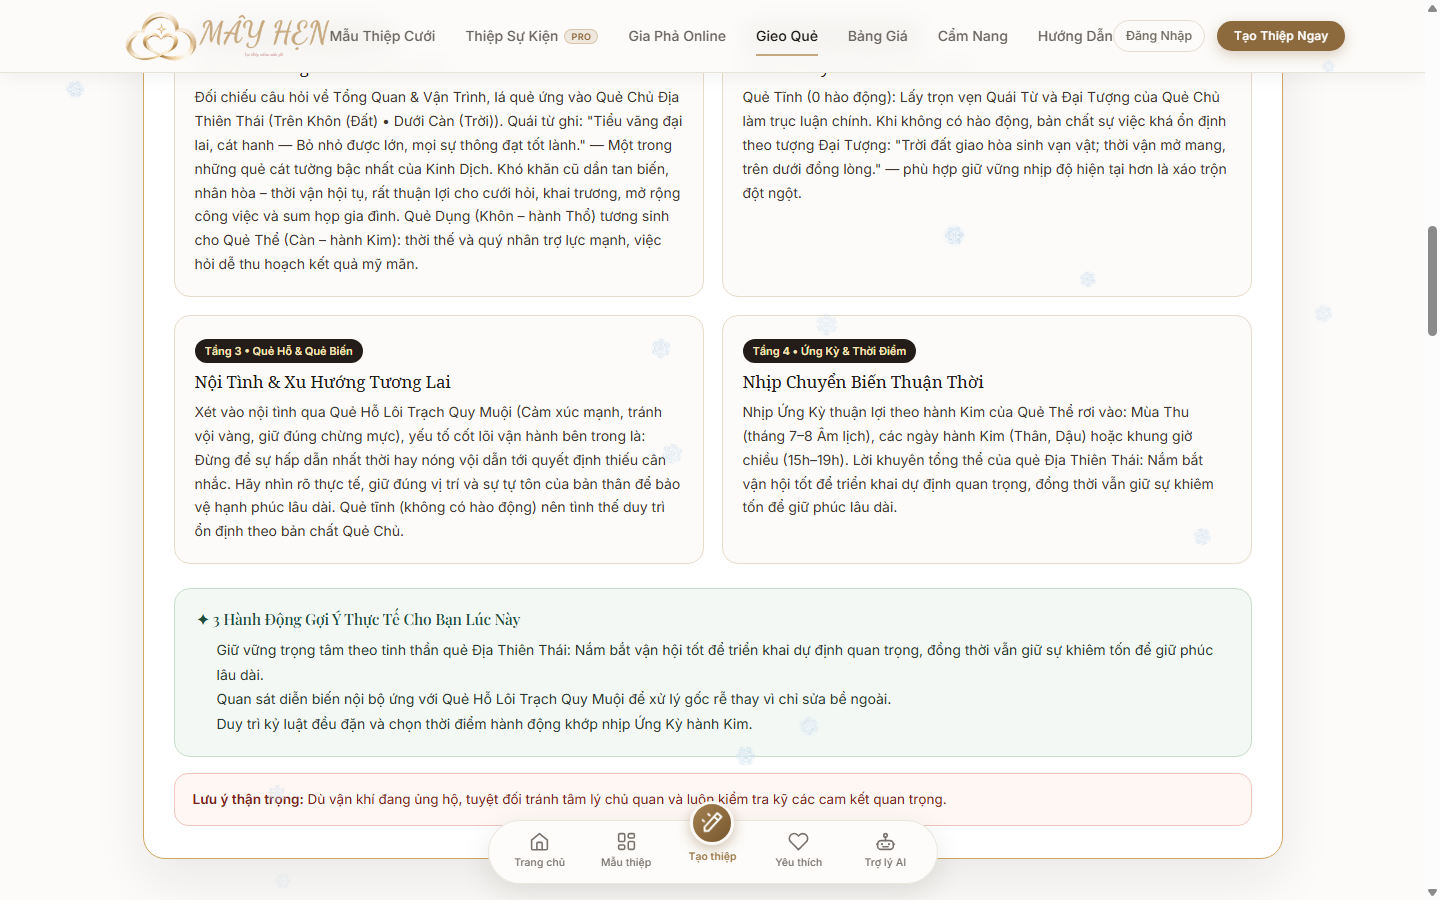 MÂY HẸN
Mẫu Thiệp Cưới
Thiệp Sự Kiện PRO
Gia Phả Online
Gieo Quẻ
Bảng Giá
Cẩm Nang
Hướng Dẫn
Đăng Nhập
Tạo Thiệp Ngay
Đối chiếu câu hỏi về Tổng Quan & Vận Trình, lá quẻ ứng vào Quẻ Chủ Địa
Thiên Thái (Trên Khôn (Đất) • Dưới Càn (Trời)). Quái từ ghi: "Tiểu vãng đại
lai, cát hanh — Bỏ nhỏ được lớn, mọi sự thông đạt tốt lành." — Một trong
những quẻ cát tường bậc nhất của Kinh Dịch. Khó khăn cũ dần tan biến,
nhân hòa – thời vận hội tụ, rất thuận lợi cho cưới hỏi, khai trương, mở rộng
công việc và sum họp gia đình. Quẻ Dụng (Khôn – hành Thổ) tương sinh
cho Quẻ Thể (Càn – hành Kim): thời thế và quý nhân trợ lực mạnh, việc
hỏi dễ thu hoạch kết quả mỹ mãn.
Quẻ Tĩnh (0 hào động): Lấy trọn vẹn Quái Từ và Đại Tượng của Quẻ Chủ
làm trục luận chính. Khi không có hào động, bản chất sự việc khá ổn định
theo tượng Đại Tượng: "Trời đất giao hòa sinh vạn vật; thời vận mở mang,
trên dưới đồng lòng." — phù hợp giữ vững nhịp độ hiện tại hơn là xáo trộn
đột ngột.
Tầng 3 • Quẻ Hỗ & Quẻ Biến
Nội Tình & Xu Hướng Tương Lai
Xét vào nội tình qua Quẻ Hỗ Lôi Trạch Quy Muội (Cảm xúc mạnh, tránh
vội vàng, giữ đúng chừng mực), yếu tố cốt lõi vận hành bên trong là:
Đừng để sự hấp dẫn nhất thời hay nóng vội dẫn tới quyết định thiếu cân
nhắc. Hãy nhìn rõ thực tế, giữ đúng vị trí và sự tự tôn của bản thân để bảo
vệ hạnh phúc lâu dài. Quẻ tĩnh (không có hào động) nên tình thế duy trì
ổn định theo bản chất Quẻ Chủ.
Tầng 4 • Ứng Kỳ & Thời Điểm
Nhịp Chuyển Biến Thuận Thời
Nhịp Ứng Kỳ thuận lợi theo hành Kim của Quẻ Thể rơi vào: Mùa Thu
(tháng 7–8 Âm lịch), các ngày hành Kim (Thân, Dậu) hoặc khung giờ
chiều (15h–19h). Lời khuyên tổng thể của quẻ Địa Thiên Thái: Nắm bắt
vận hội tốt để triển khai dự định quan trọng, đồng thời vẫn giữ sự khiêm
tốn để giữ phúc lâu dài.
✦ 3 Hành Động Gợi Ý Thực Tế Cho Bạn Lúc Này
Giữ vững trọng tâm theo tinh thần quẻ Địa Thiên Thái: Nắm bắt vận hội tốt để triển khai dự định quan trọng, đồng thời vẫn giữ sự khiêm tốn để giữ phúc
lâu dài.
Quan sát diễn biến nội bộ ứng với Quẻ Hỗ Lôi Trạch Quy Muội để xử lý gốc rễ thay vì chỉ sửa bề ngoài.
Duy trì kỷ luật đều đặn và chọn thời điểm hành động khớp nhịp Ứng Kỳ hành Kim.
Lưu ý thận trọng: Dù vận khí đang ủng hộ, tuyệt đối tránh tâm lý chủ quan và luôn kiểm tra kỹ các cam kết quan trọng.
Trang chủ
Mẫu thiệp
Tạo thiệp
Yêu thích
Trợ lý AI